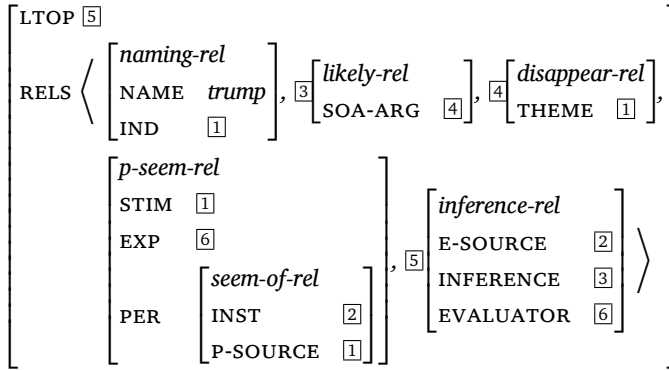 LTOP 5
RELS ⟨ [naming-rel NAME trump IND 1], 3[likely-rel SOA-ARG 4], 4[disappear-rel THEME 1],
[p-seem-rel STIM 1 EXP 6 PER [seem-of-rel INST 2 P-SOURCE 1]], 5[inference-rel E-SOURCE 2 INFERENCE 3 EVALUATOR 6] ⟩